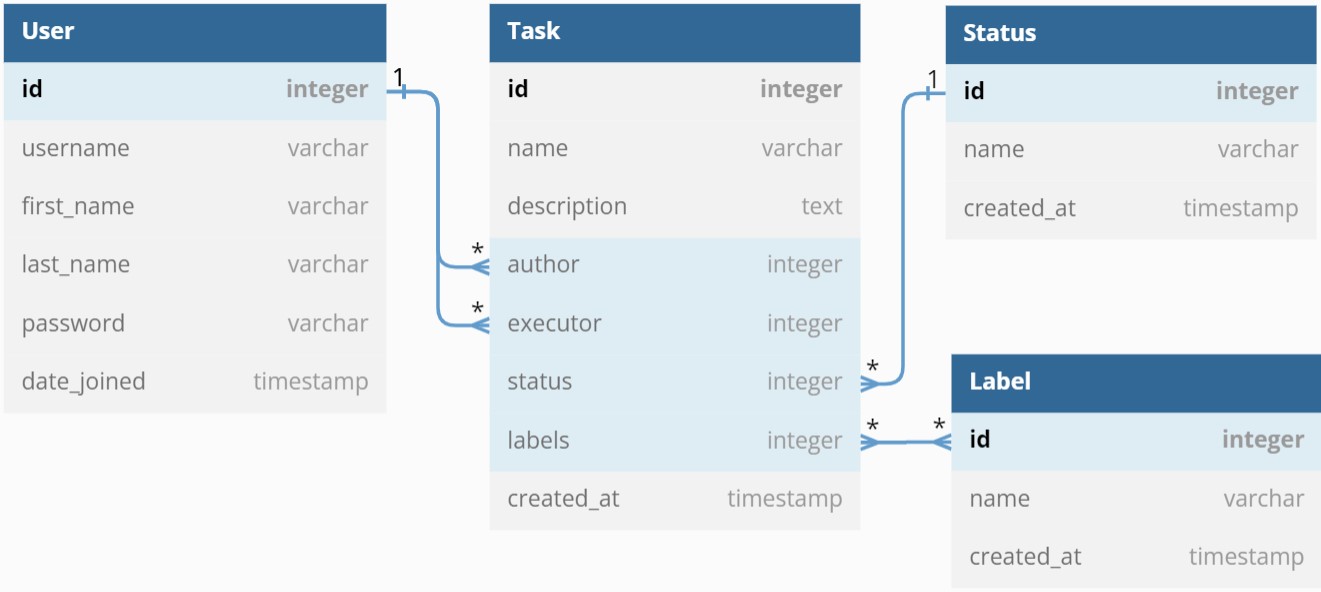 User
id integer
username varchar
first_name varchar
last_name varchar
password varchar
date_joined timestamp
1
*
*
Task
id integer
name varchar
description text
author integer
executor integer
status integer
labels integer
created_at timestamp
*
*
1
*
Status
id integer
name varchar
created_at timestamp
Label
id integer
name varchar
created_at timestamp